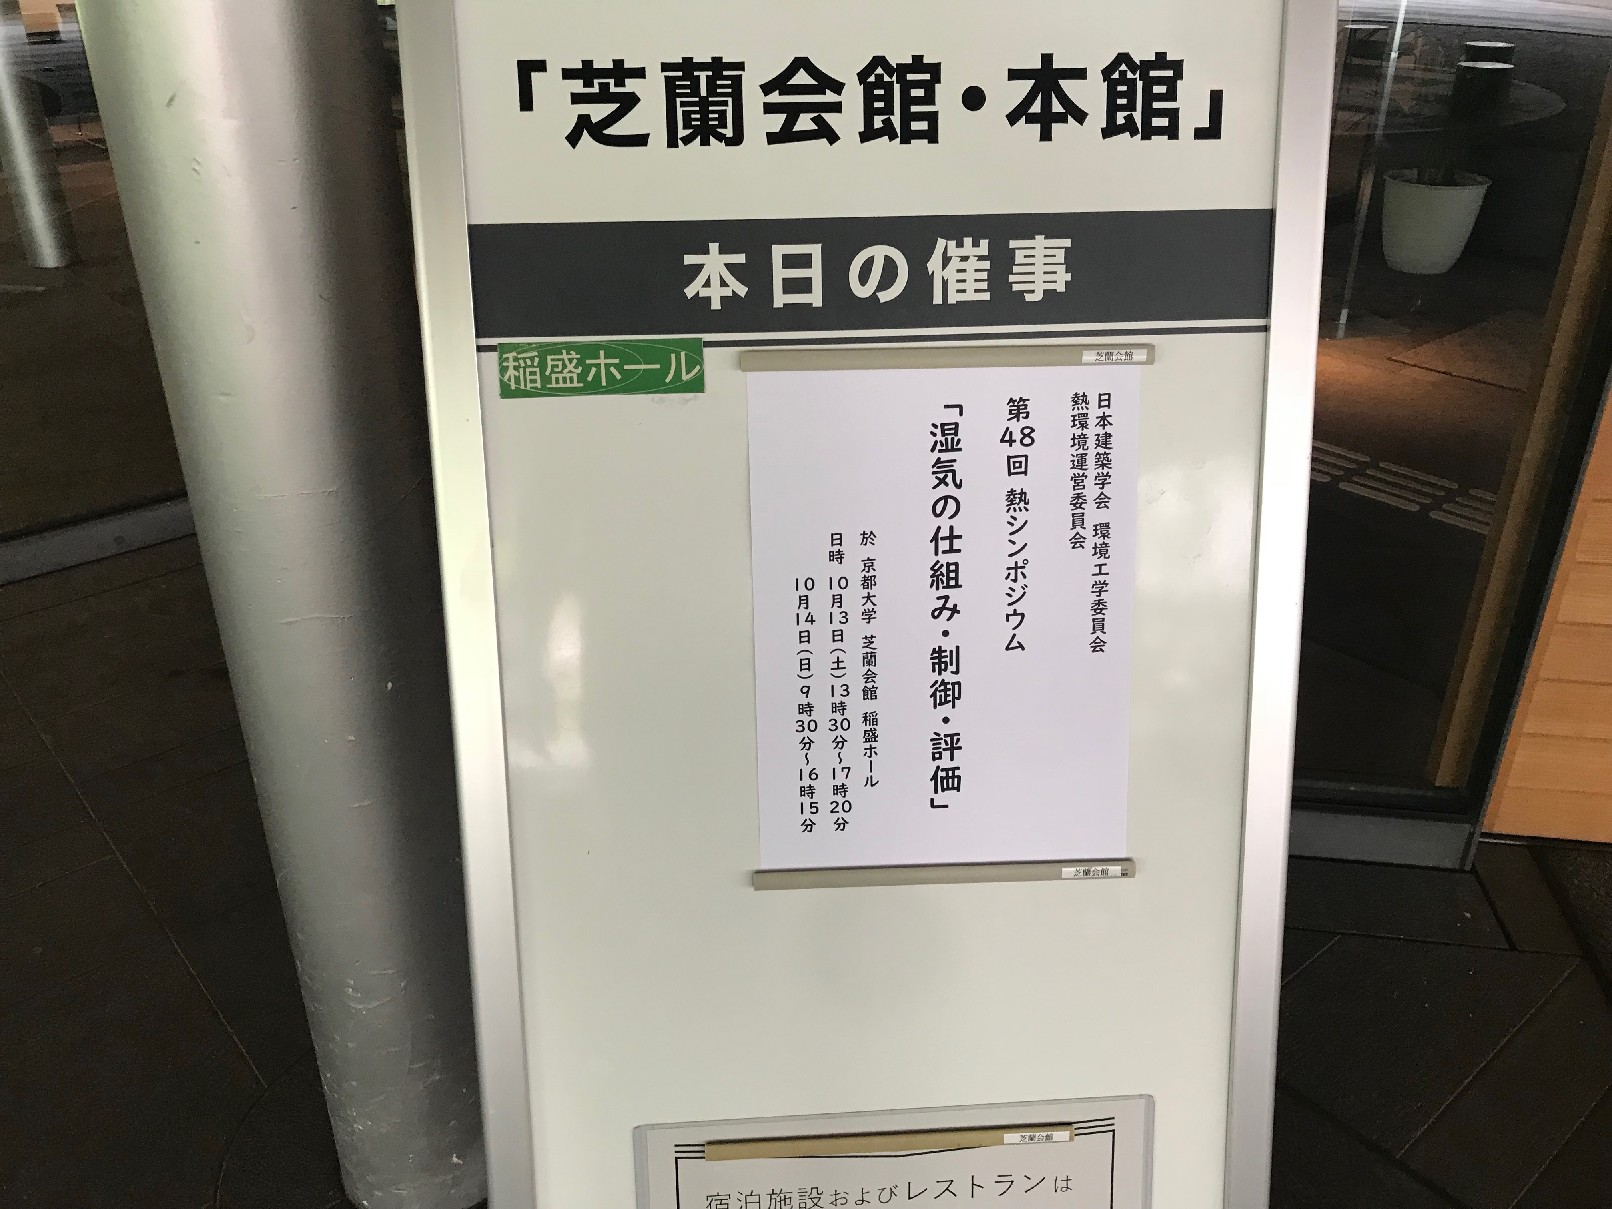 「芝蘭会館・本館」
本日の催事
稲盛ホール
芝蘭会館
日本建築学会 環境工学委員会
熱環境運営委員会
第48回 熱シンポジウム
「湿気の仕組み・制御・評価」
於 京都大学 芝蘭会館 稲盛ホール
日時 10月13日(土)13時30分〜17時20分
10月14日(日)9時30分〜16時15分
芝蘭会館
芝蘭会館
宿泊施設およびレストランは